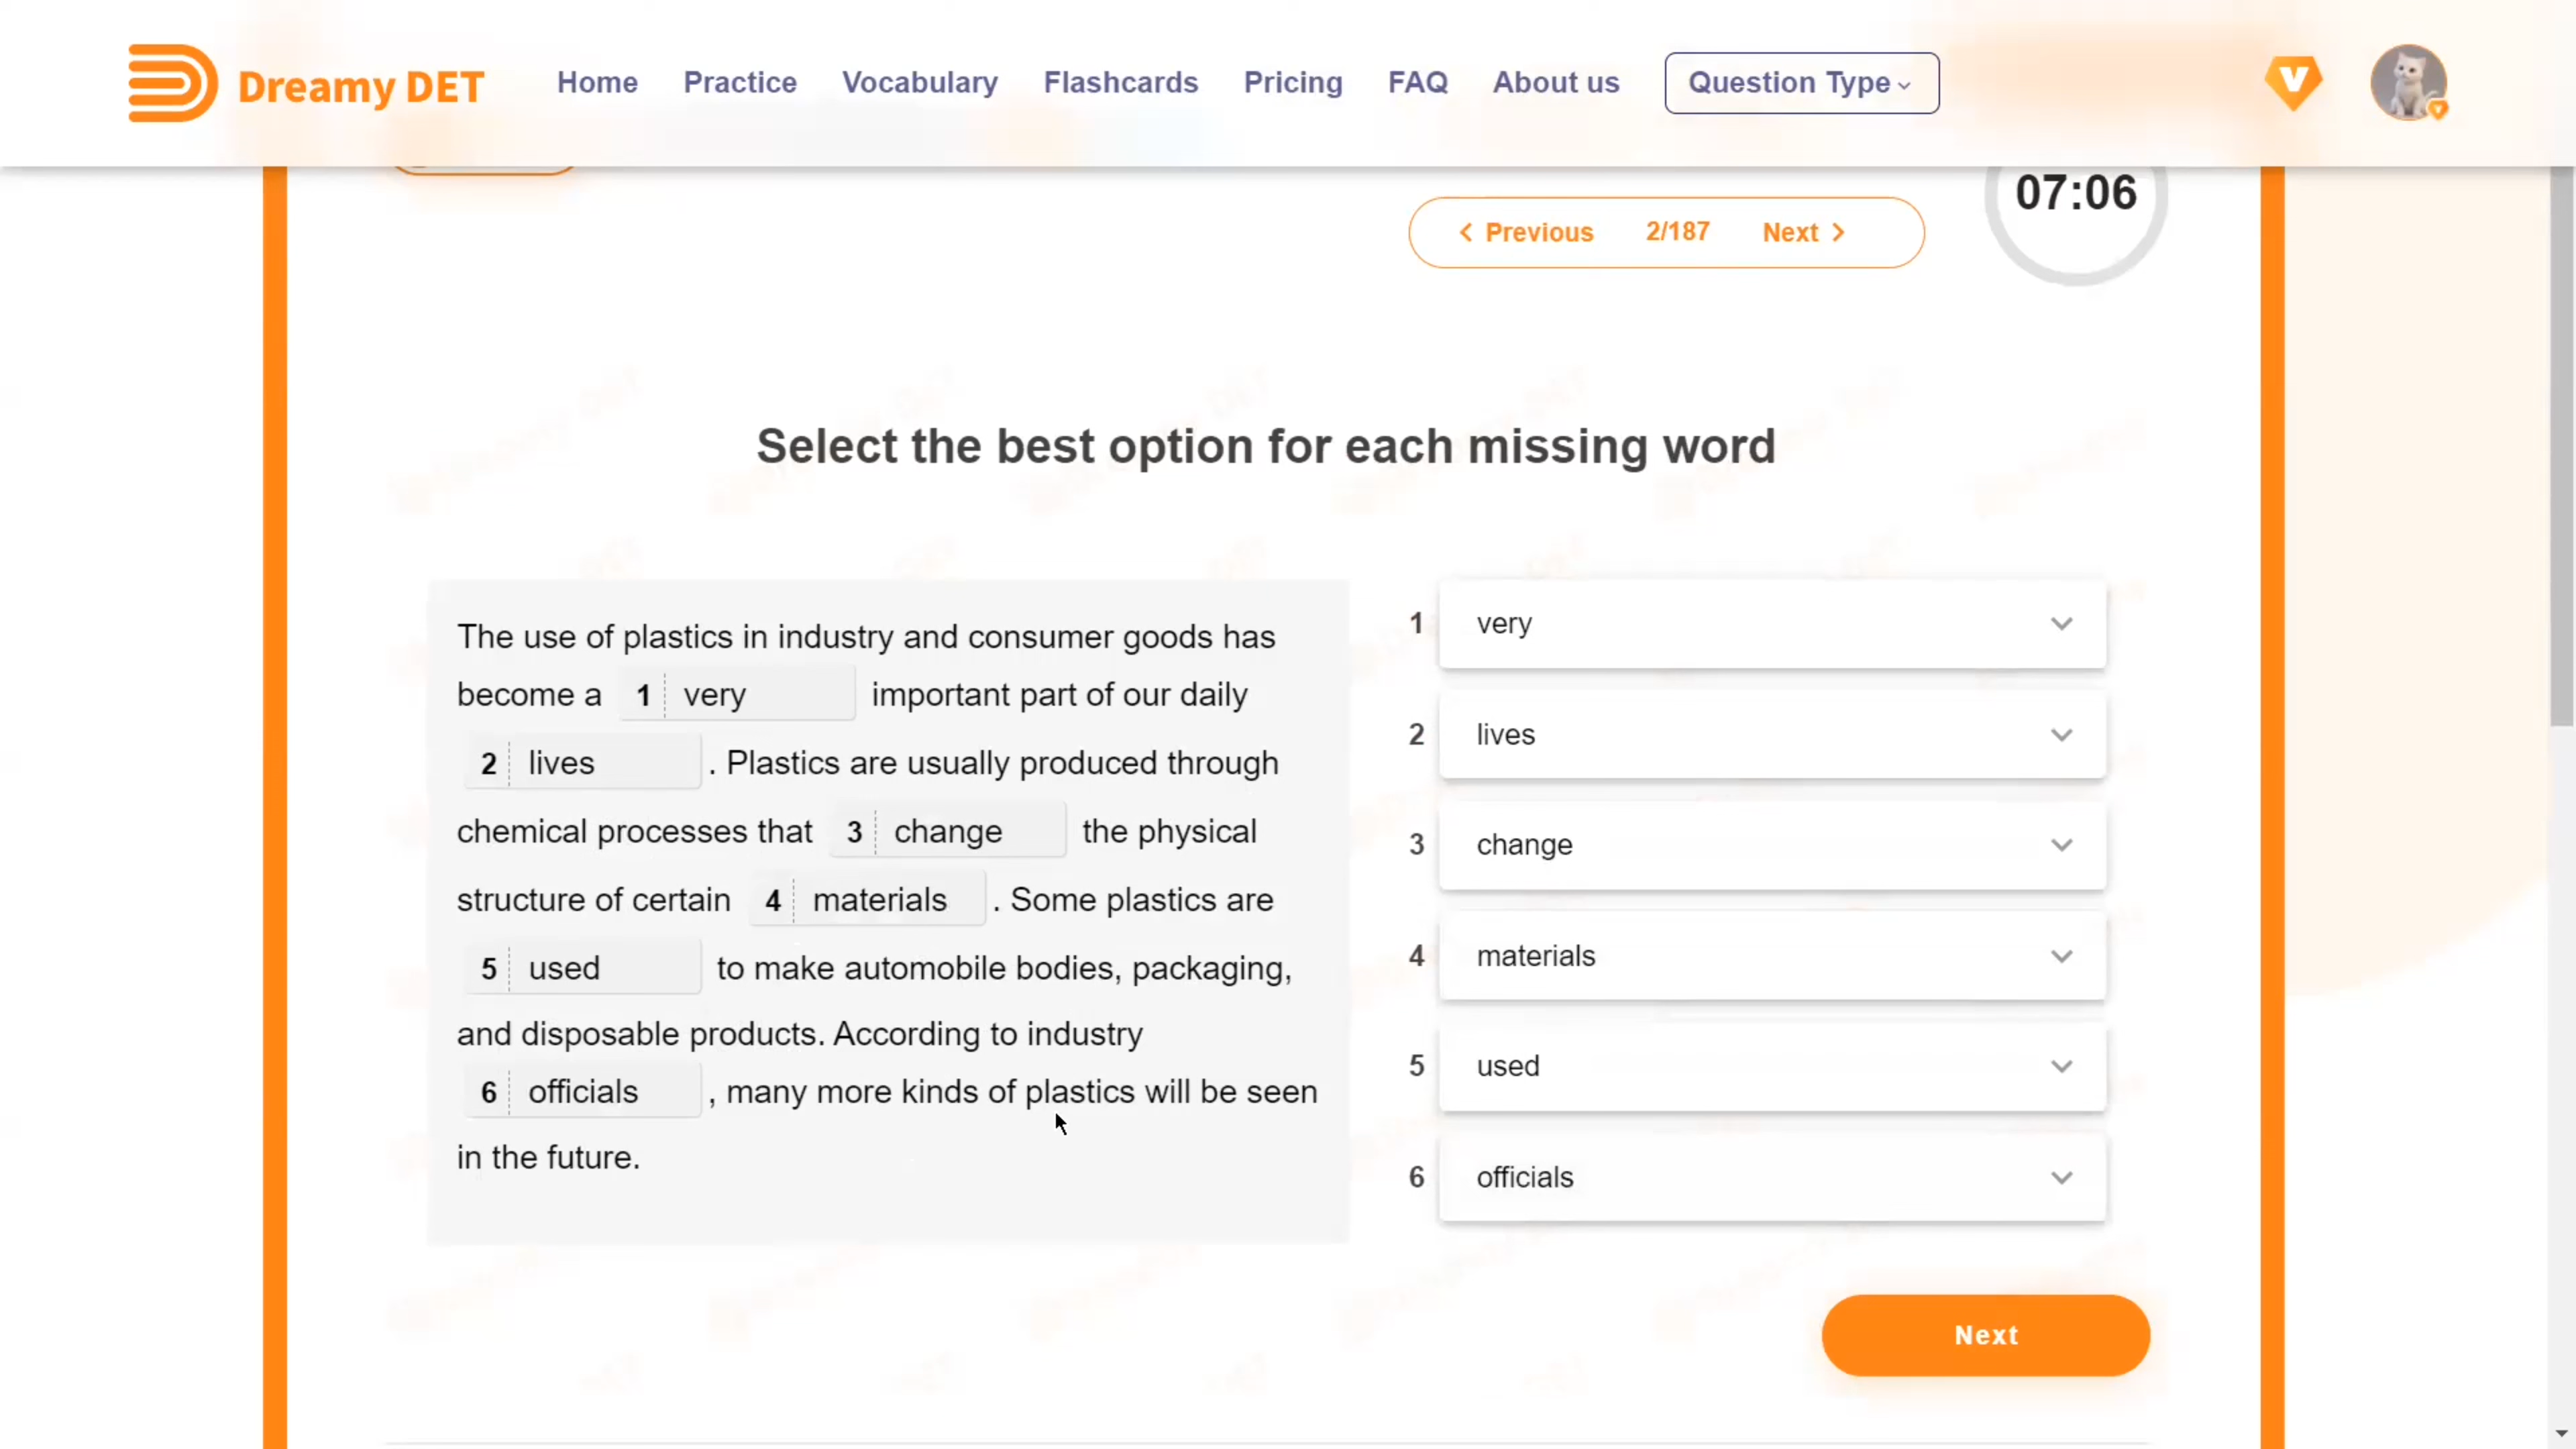 Dreamy DET Home Practice Vocabulary Flashcards Pricing FAQ About us Question Type V
07:06
Previous 2/187 Next
Select the best option for each missing word
The use of plastics in industry and consumer goods has
become a 1 very important part of our daily
2 lives . Plastics are usually produced through
chemical processes that 3 change the physical
structure of certain 4 materials . Some plastics are
5 used to make automobile bodies, packaging,
and disposable products. According to industry
6 officials , many more kinds of plastics will be seen
in the future.
1 very
2 lives
3 change
4 materials
5 used
6 officials
Next